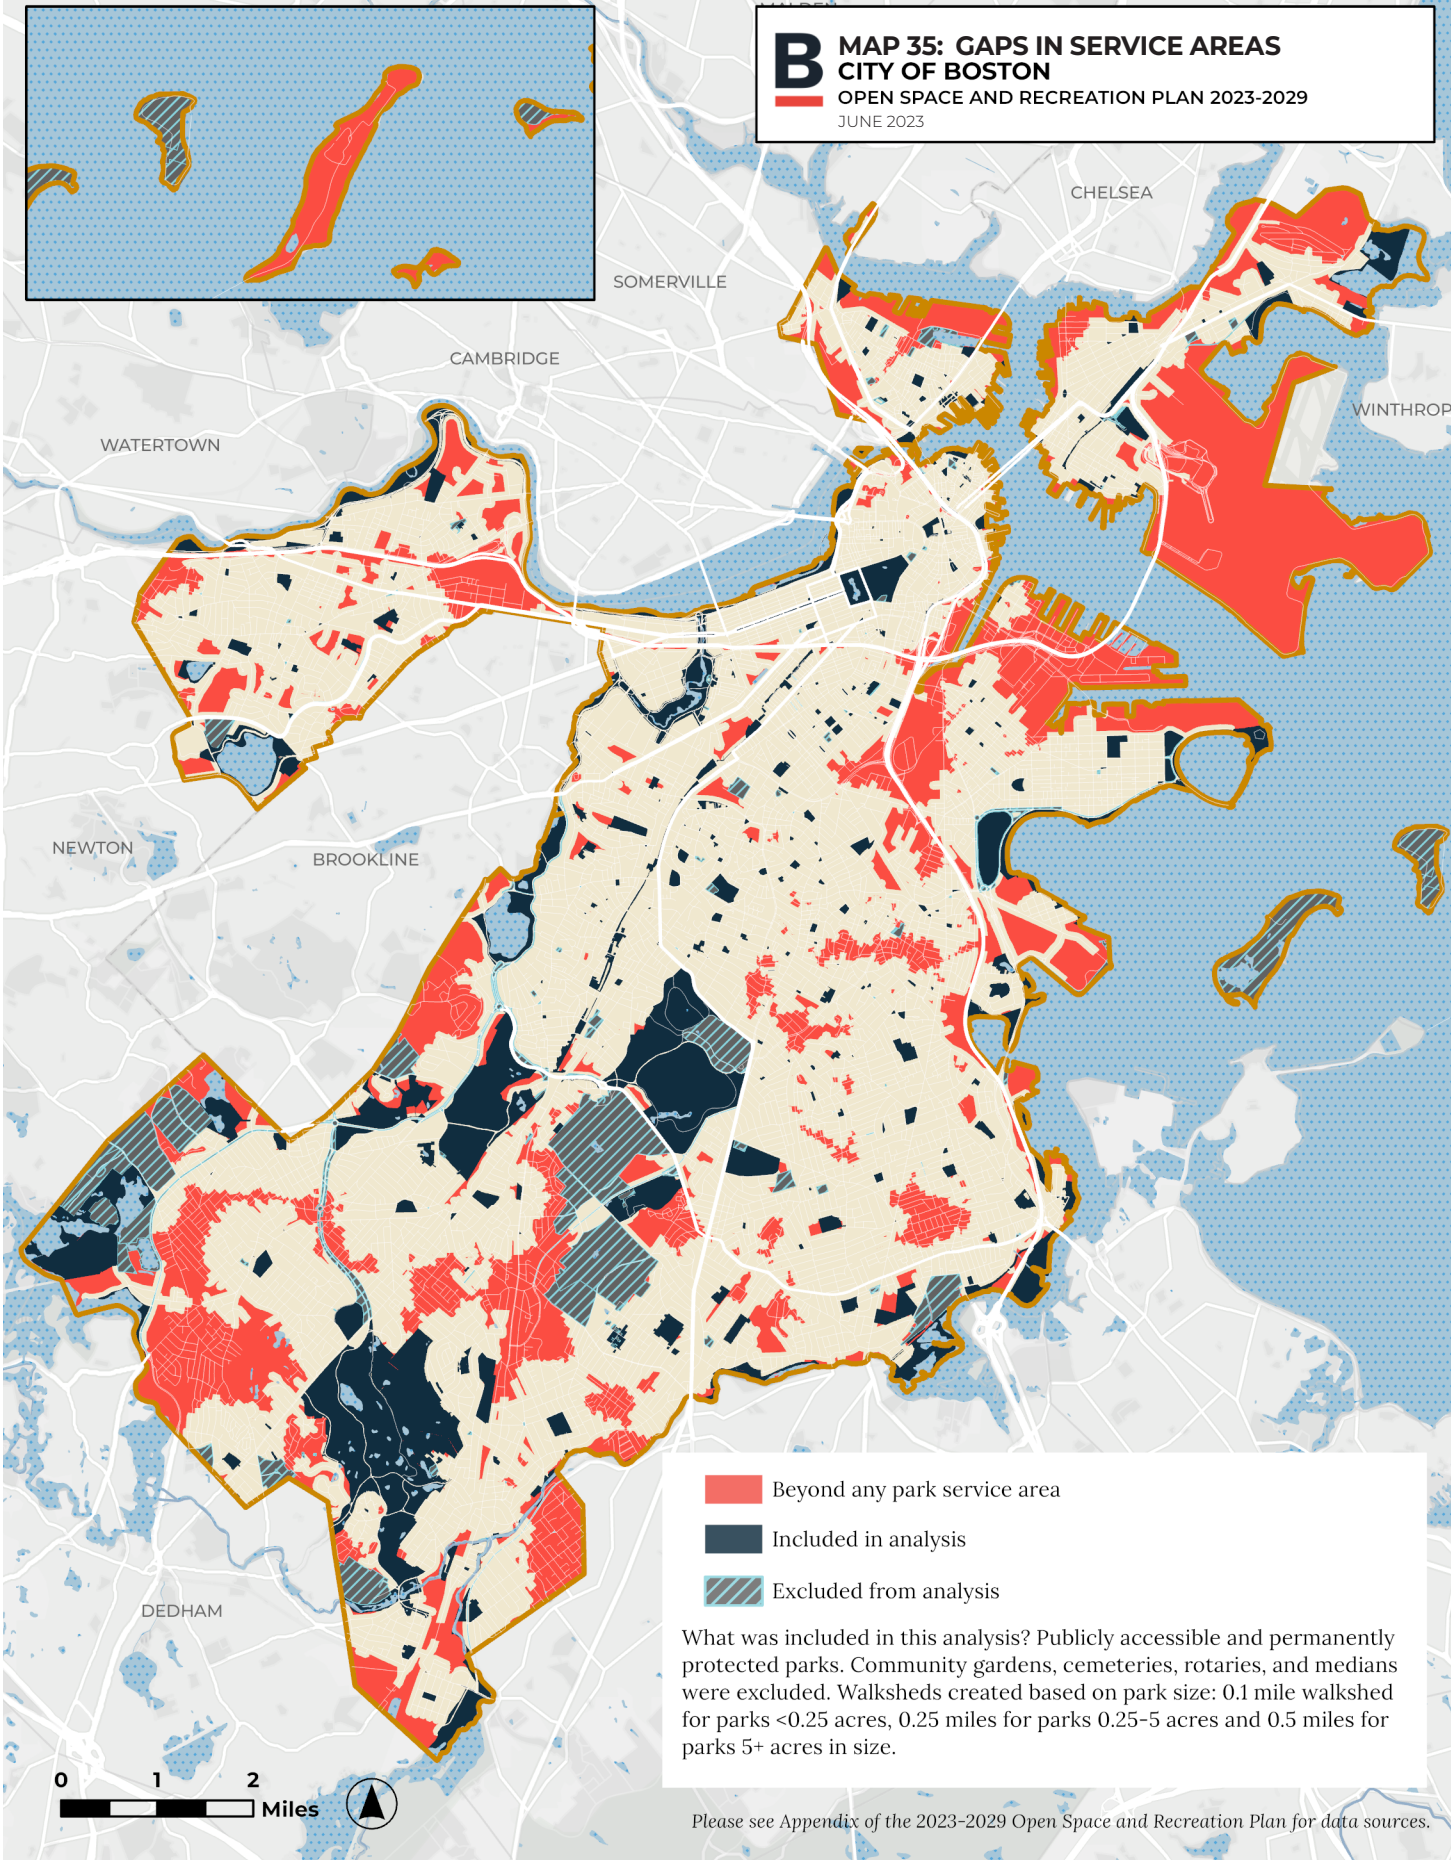 B
MAP 35: GAPS IN SERVICE AREAS
CITY OF BOSTON
OPEN SPACE AND RECREATION PLAN 2023-2029
JUNE 2023
CHELSEA
SOMERVILLE
CAMBRIDGE
WINTHROP
WATERTOWN
NEWTON
BROOKLINE
DEDHAM
Beyond any park service area
Included in analysis
Excluded from analysis
What was included in this analysis? Publicly accessible and permanently
protected parks. Community gardens, cemeteries, rotaries, and medians
were excluded. Walksheds created based on park size: 0.1 mile walkshed
for parks <0.25 acres, 0.25 miles for parks 0.25-5 acres and 0.5 miles for
parks 5+ acres in size.
0 1 2
Miles
Please see Appendix of the 2023-2029 Open Space and Recreation Plan for data sources.